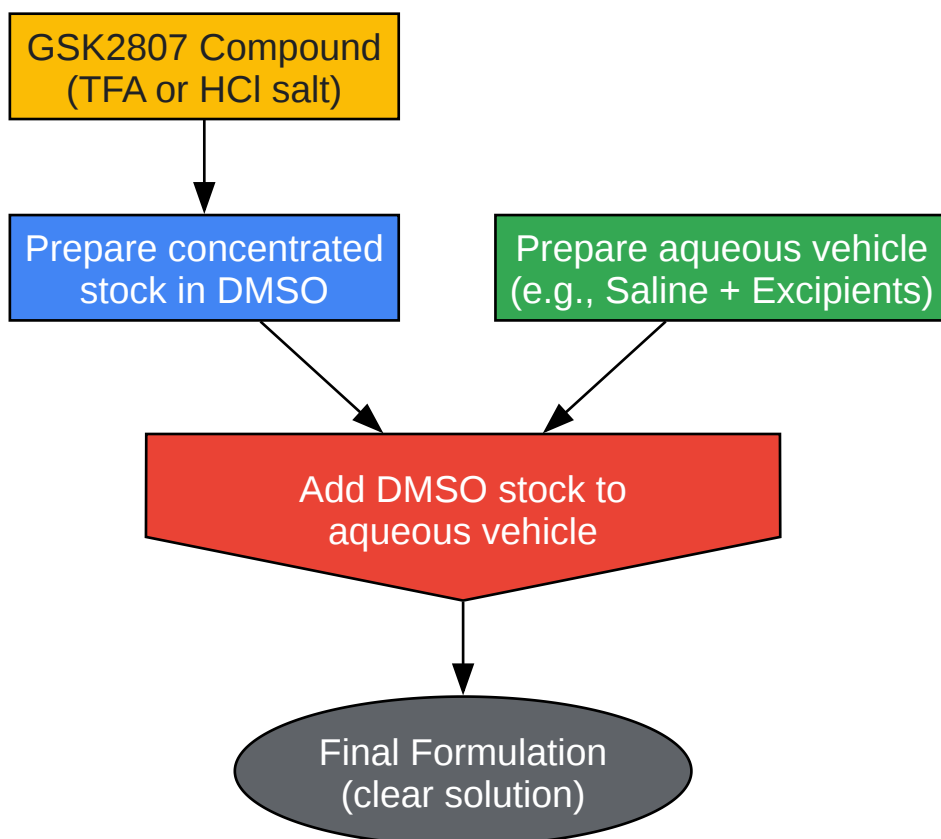 GSK2807 Compound
(TFA or HCl salt)
Prepare concentrated
stock in DMSO
Prepare aqueous vehicle
(e.g., Saline + Excipients)
Add DMSO stock to
aqueous vehicle
Final Formulation
(clear solution)